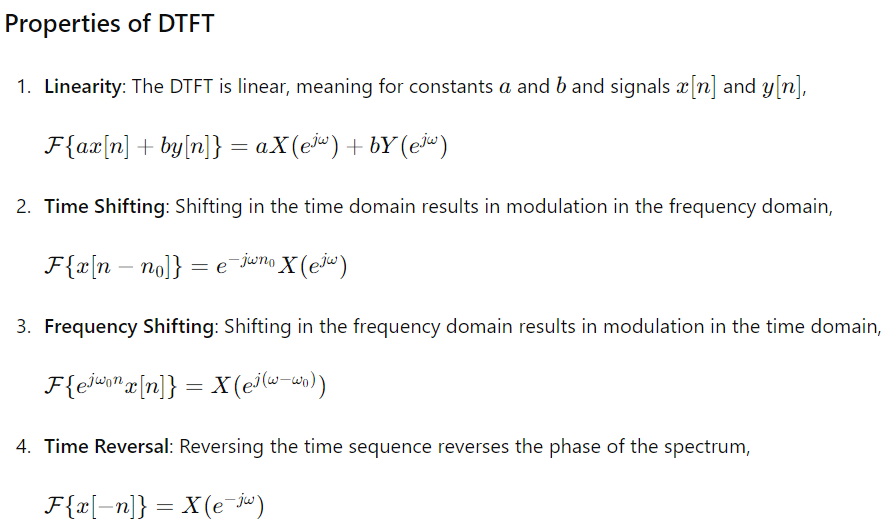 Properties of DTFT
1. Linearity: The DTFT is linear, meaning for constants a and b and signals x[n] and y[n],
ℱ{ax[n] + by[n]} = aX(e^{jω}) + bY(e^{jω})
2. Time Shifting: Shifting in the time domain results in modulation in the frequency domain,
ℱ{x[n − n₀]} = e^{−jωn₀}X(e^{jω})
3. Frequency Shifting: Shifting in the frequency domain results in modulation in the time domain,
ℱ{e^{jω₀n}x[n]} = X(e^{j(ω−ω₀)})
4. Time Reversal: Reversing the time sequence reverses the phase of the spectrum,
ℱ{x[−n]} = X(e^{−jω})